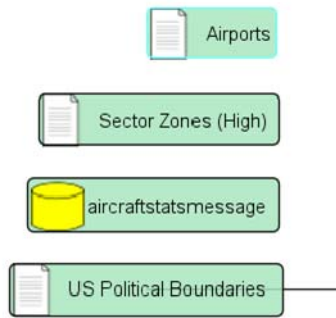 Airports
Sector Zones (High)
aircraftstatsmessage
US Political Boundaries